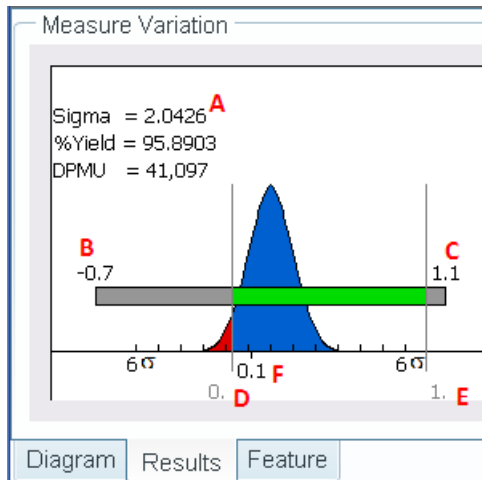 Measure Variation
Sigma = 2.0426 A
%Yield = 95.8903
DPMU = 41,097
B C
-0.7 1.1
6σ 0.1 F 6σ
0. D 1. E
Diagram Results Feature